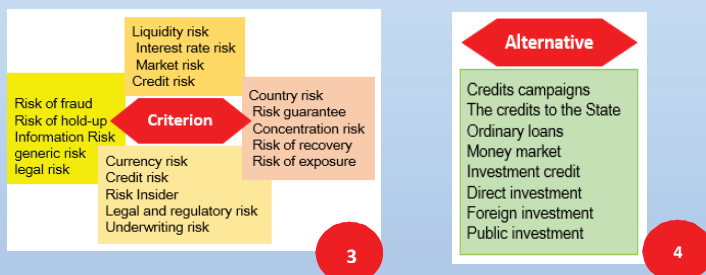 Liquidity risk
Interest rate risk
Market risk
Credit risk
Risk of fraud
Risk of hold-up
Information Risk
generic risk
legal risk
Criterion
Country risk
Risk guarantee
Concentration risk
Risk of recovery
Risk of exposure
Currency risk
Credit risk
Risk Insider
Legal and regulatory risk
Underwriting risk
3
Alternative
Credits campaigns
The credits to the State
Ordinary loans
Money market
Investment credit
Direct investment
Foreign investment
Public investment
4